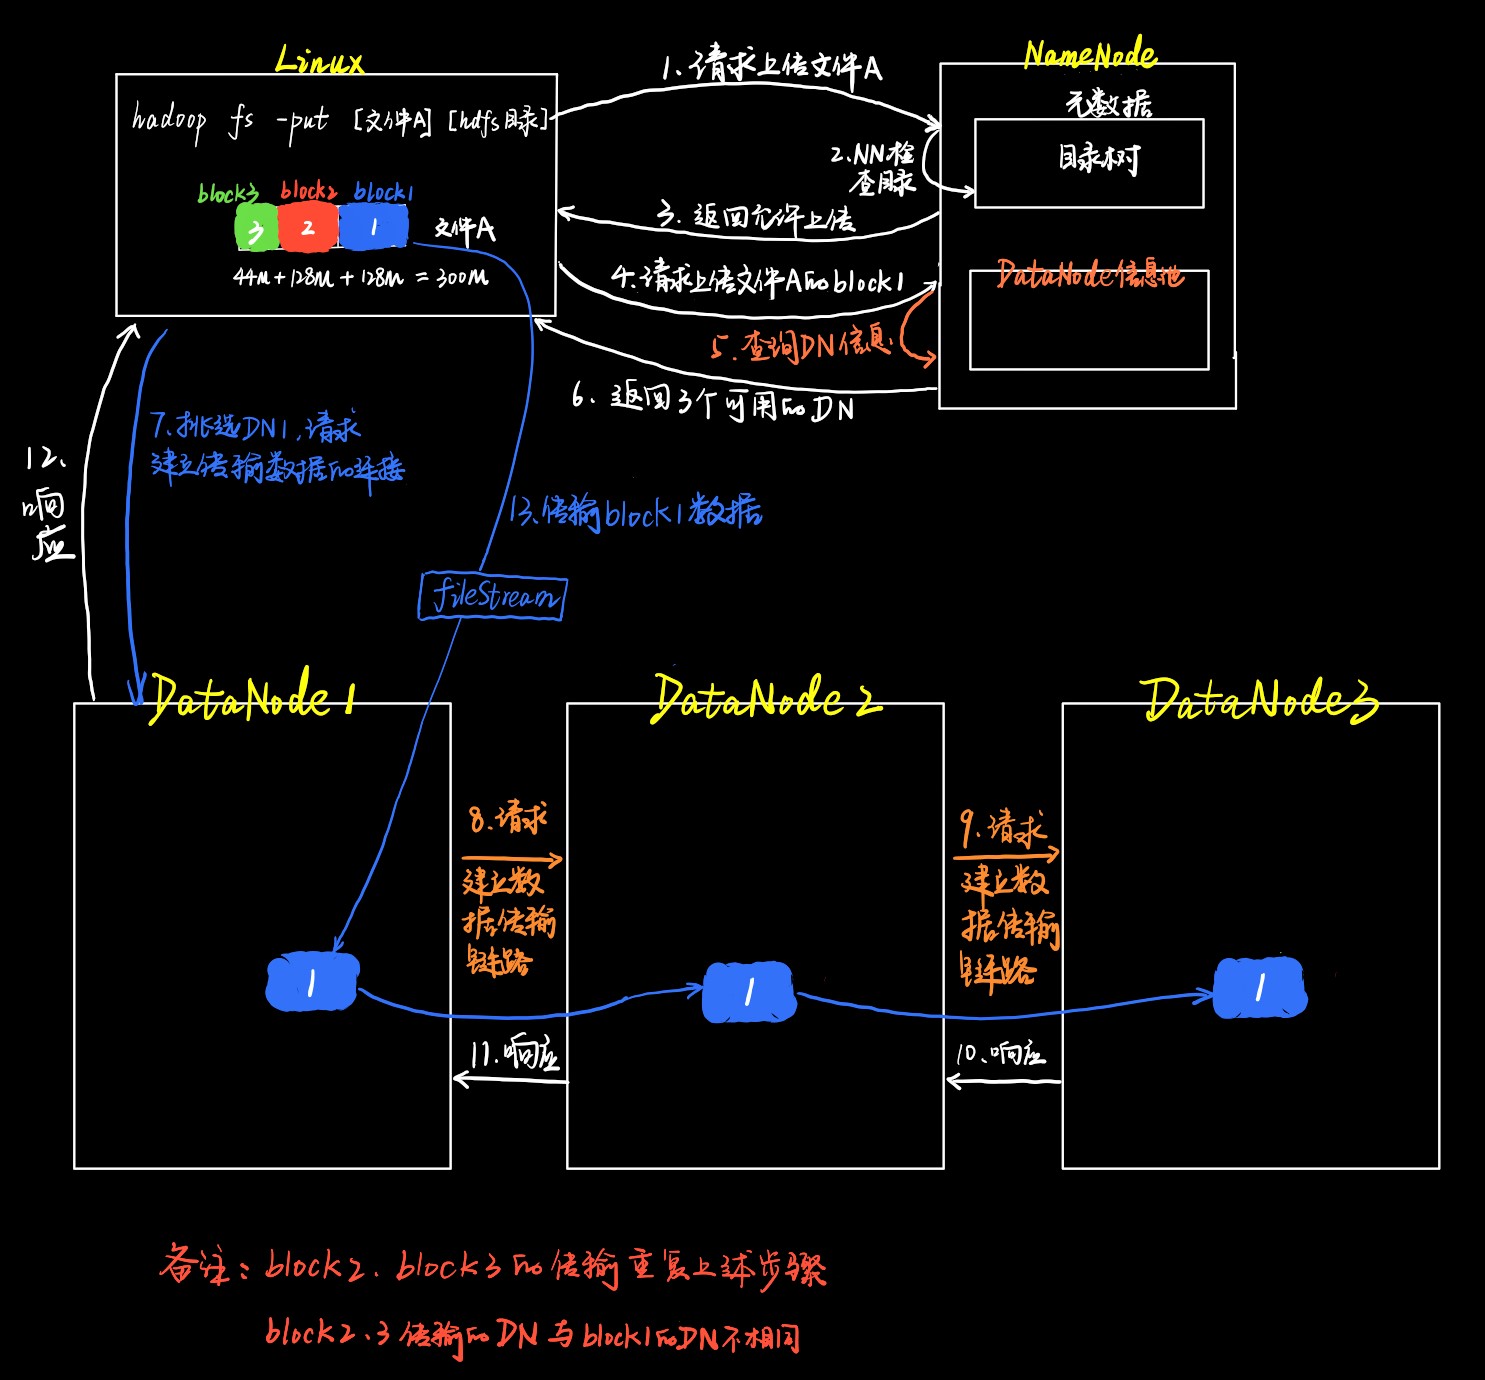 Linux
hadoop fs -put [文件A] [hdfs目录]
block3 block2 block1
3 2 1 文件A
44M+128M+128M=300M
1、请求上传文件A
NameNode
元数据
目录树
2.NN检
查目录
3. 返回允许上传
4.请求上传文件A的block1
DataNode信息池
5.查询DN信息
6、返回3个可用的DN
7、挑选DN1,请求
建立传输数据的连接
12、
响
应
13、传输block1数据
fileStream
DataNode1
DataNode2
DataNode3
8.请求
建立数
据传输
链路
9.请求
建立数
据传输
链路
1
1
1
11.响应
10.响应
备注:block2、block3的传输重复上述步骤
block2、3传输的DN与block1的DN不相同